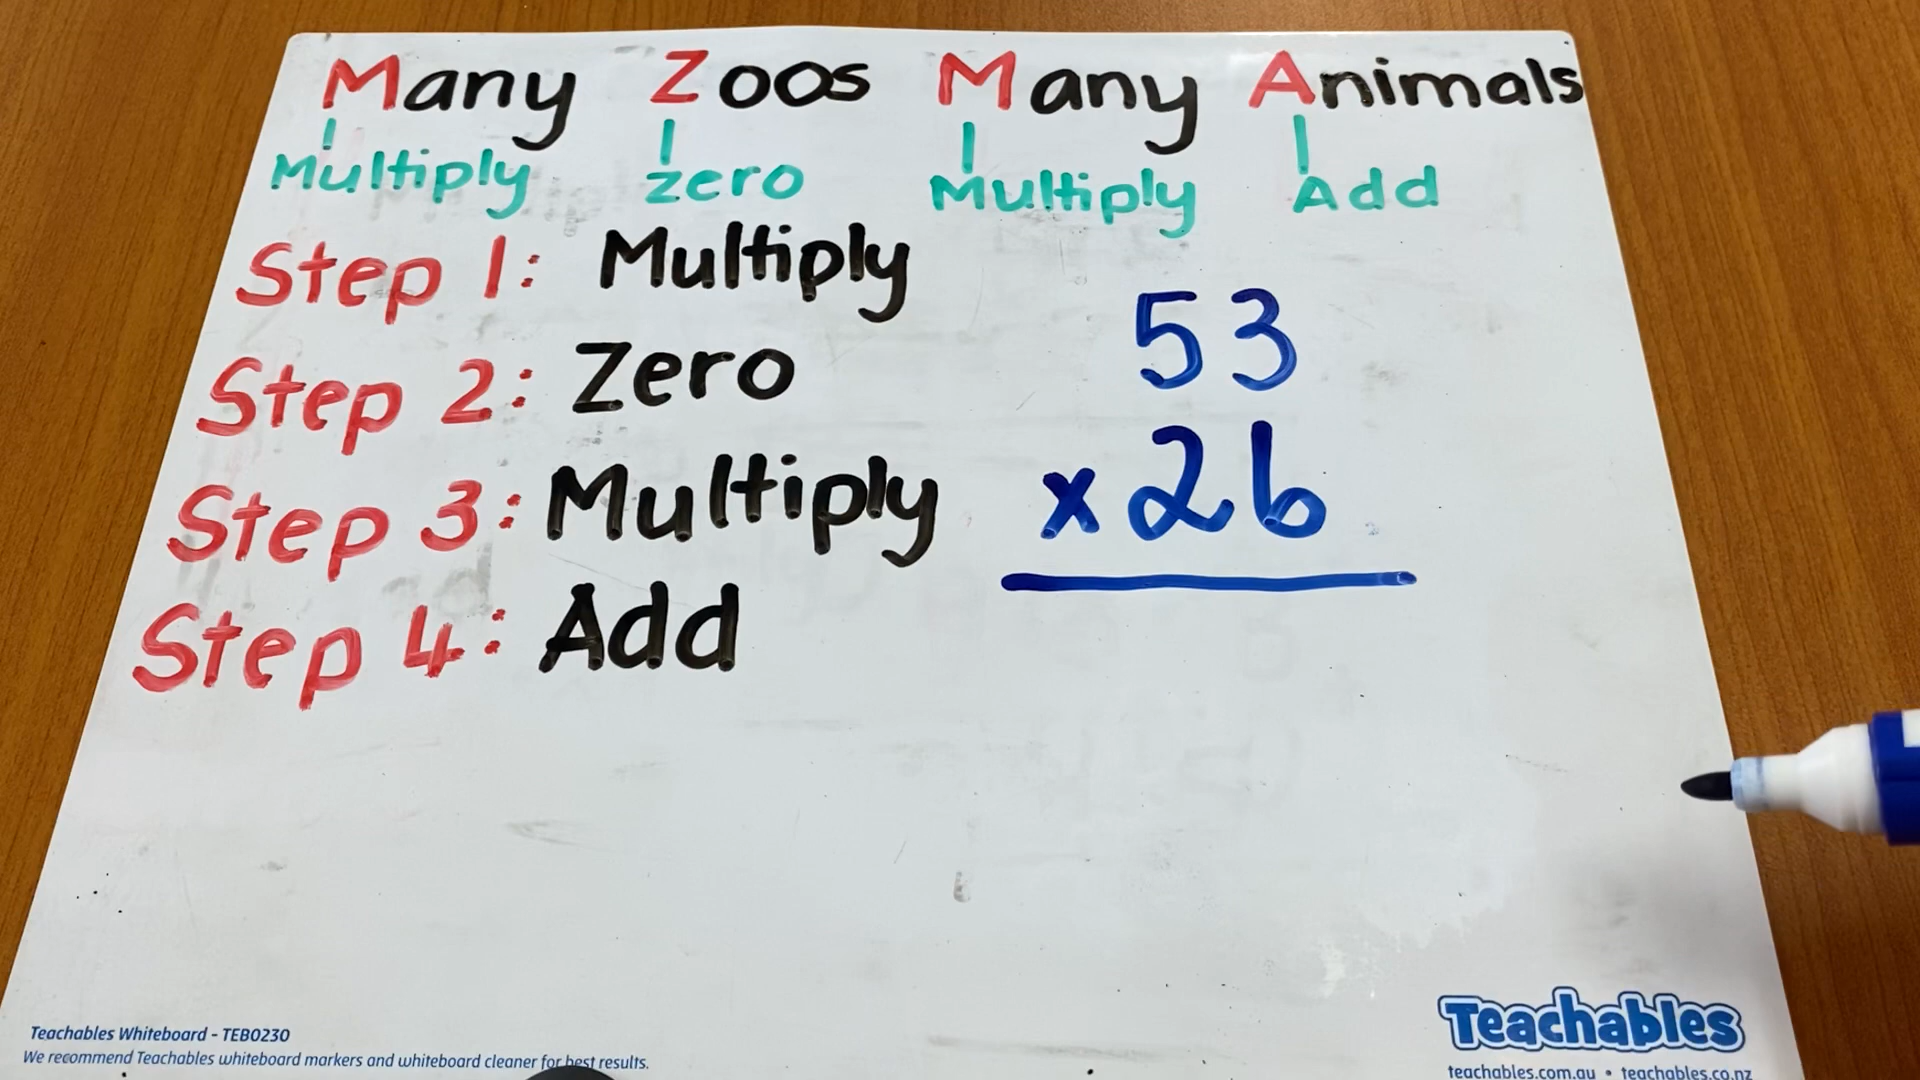 Many Zoos Many Animals
Multiply zero Multiply Add
Step 1: Multiply
Step 2: Zero
Step 3: Multiply
Step 4: Add
53
x 26
Teachables Whiteboard - TEB0230
We recommend Teachables whiteboard markers and whiteboard cleaner for best results.
Teachables
teachables.com.au • teachables.co.nz